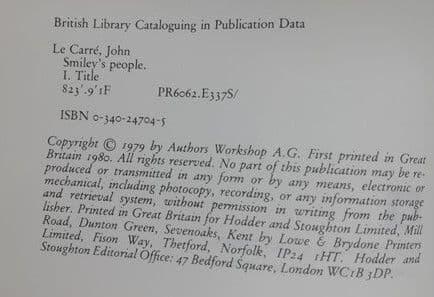 British Library Cataloguing in Publication Data
Le Carré, John
Smiley's people.
I. Title
823'.9'1F PR6062.E337S/
ISBN 0-340-24704-5
Copyright © 1979 by Authors Workshop A.G. First printed in Great
Britain 1980. All rights reserved. No part of this publication may be re-
produced or transmitted in any form or by any means, electronic or
mechanical, including photocopy, recording, or any information storage
and retrieval system, without permission in writing from the pub-
lisher. Printed in Great Britain for Hodder and Stoughton Limited, Mill
Road, Dunton Green, Sevenoaks, Kent by Lowe & Brydone Printers
Limited, Fison Way, Thetford, Norfolk, IP24 1HT. Hodder and
Stoughton Editorial Office: 47 Bedford Square, London WC1B 3DP.